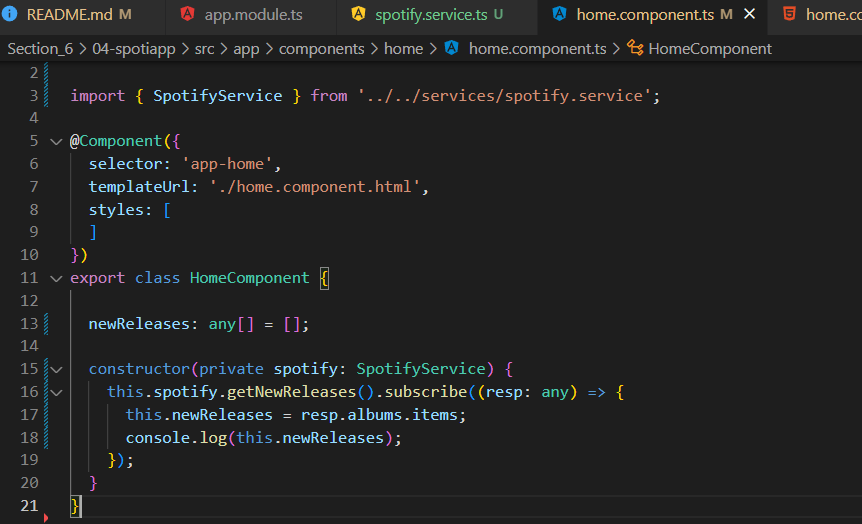 README.md M app.module.ts spotify.service.ts U home.component.ts M × home.co
Section_6 > 04-spotiapp > src > app > components > home > home.component.ts > HomeComponent
2
3 import { SpotifyService } from '../../services/spotify.service';
4
5 @Component({
6 selector: 'app-home',
7 templateUrl: './home.component.html',
8 styles: [
9 ]
10 })
11 export class HomeComponent {
12
13 newReleases: any[] = [];
14
15 constructor(private spotify: SpotifyService) {
16 this.spotify.getNewReleases().subscribe((resp: any) => {
17 this.newReleases = resp.albums.items;
18 console.log(this.newReleases);
19 });
20 }
21 }